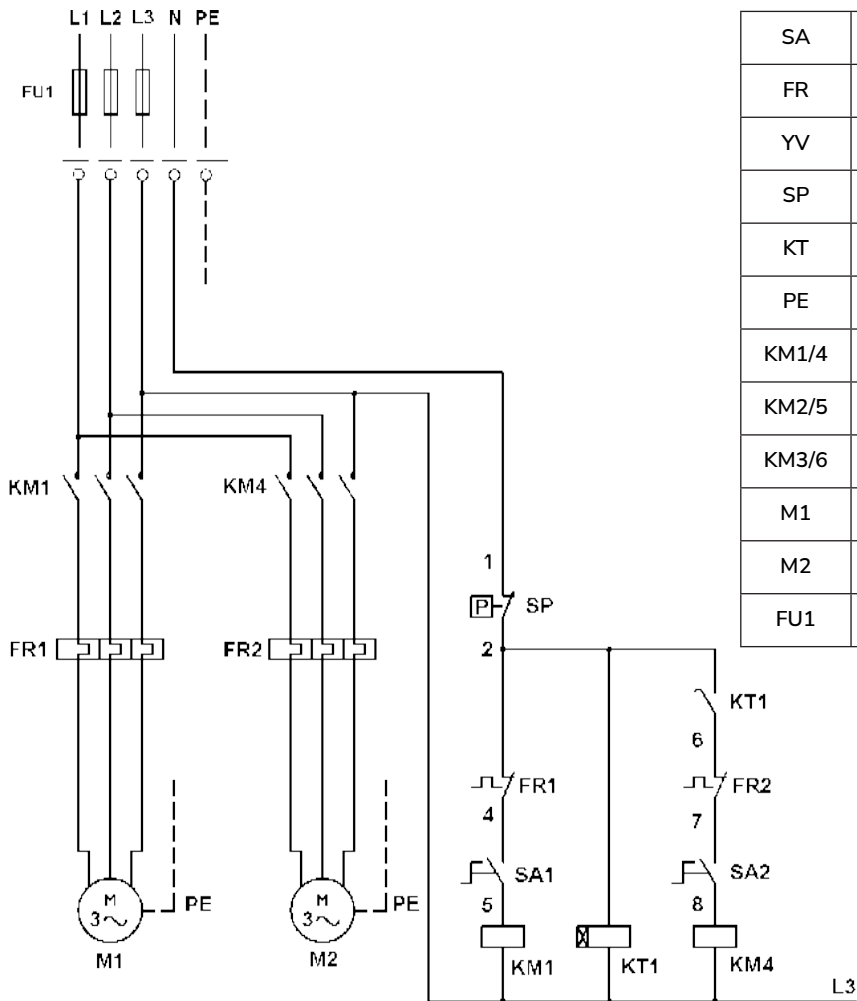 L1 L2 L3 N PE
FU1
SA
FR
YV
SP
KT
PE
KM1/4
KM2/5
KM3/6
M1
M2
FU1
KM1
KM4
1
P SP
2
FR1
FR2
KT1
6
FR1
FR2
4
7
SA1
SA2
5
8
M
3
PE
M
3
PE
M1
M2
KM1
KT1
KM4
L3